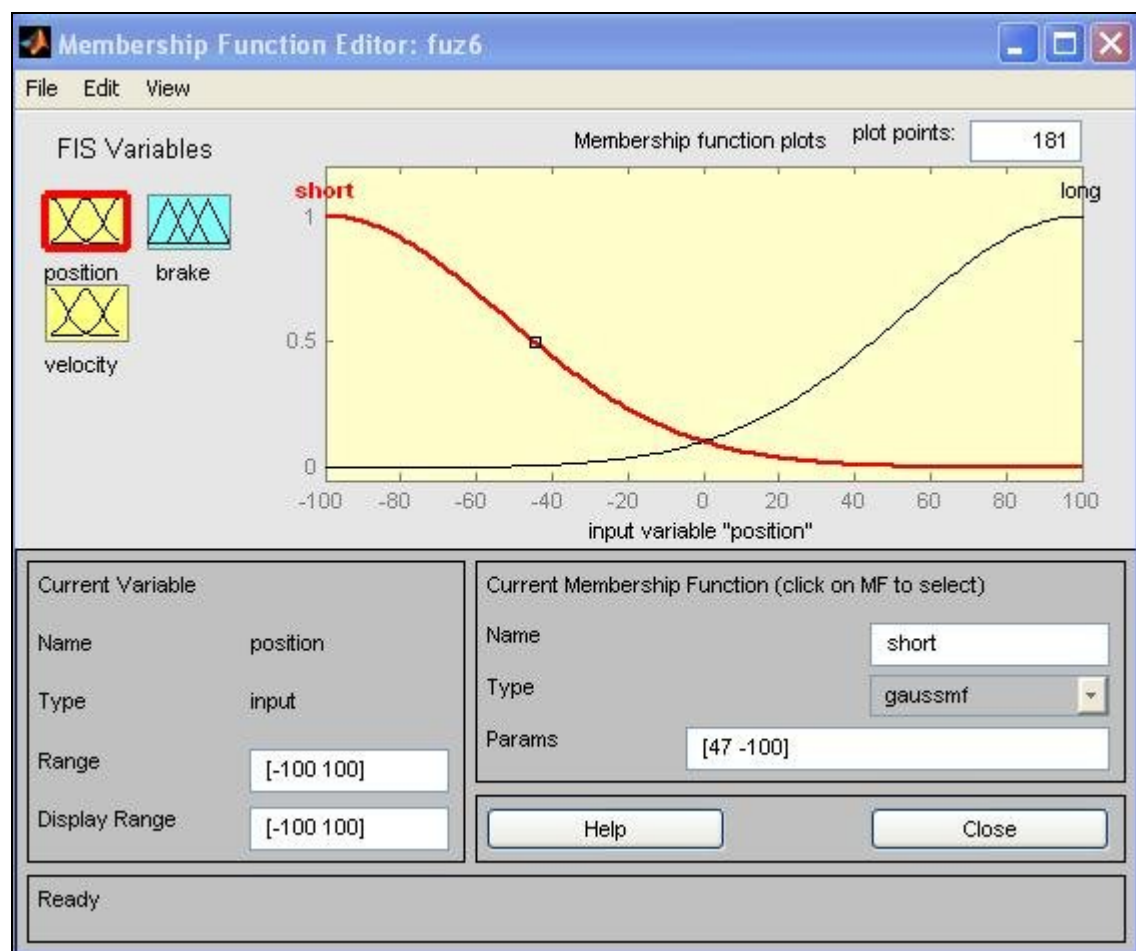 Membership Function Editor: fuz6
File Edit View
FIS Variables
Membership function plots plot points: 181
position brake
velocity
short long
1
0.5
0
-100 -80 -60 -40 -20 0 20 40 60 80 100
input variable "position"
Current Variable
Name position
Type input
Range [-100 100]
Display Range [-100 100]
Current Membership Function (click on MF to select)
Name short
Type gaussmf
Params [47 -100]
Help Close
Ready